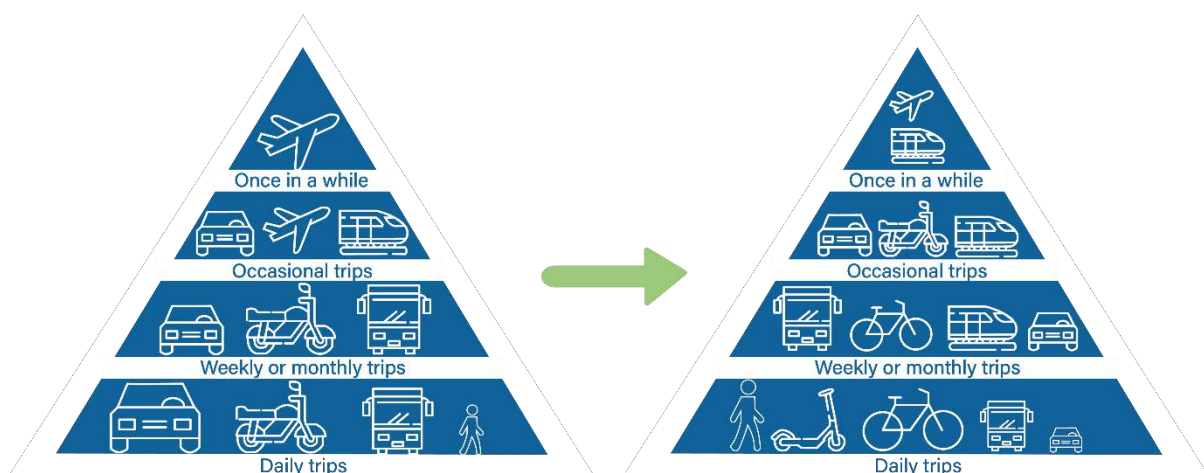 Once in a while
Occasional trips
Weekly or monthly trips
Daily trips
Once in a while
Occasional trips
Weekly or monthly trips
Daily trips